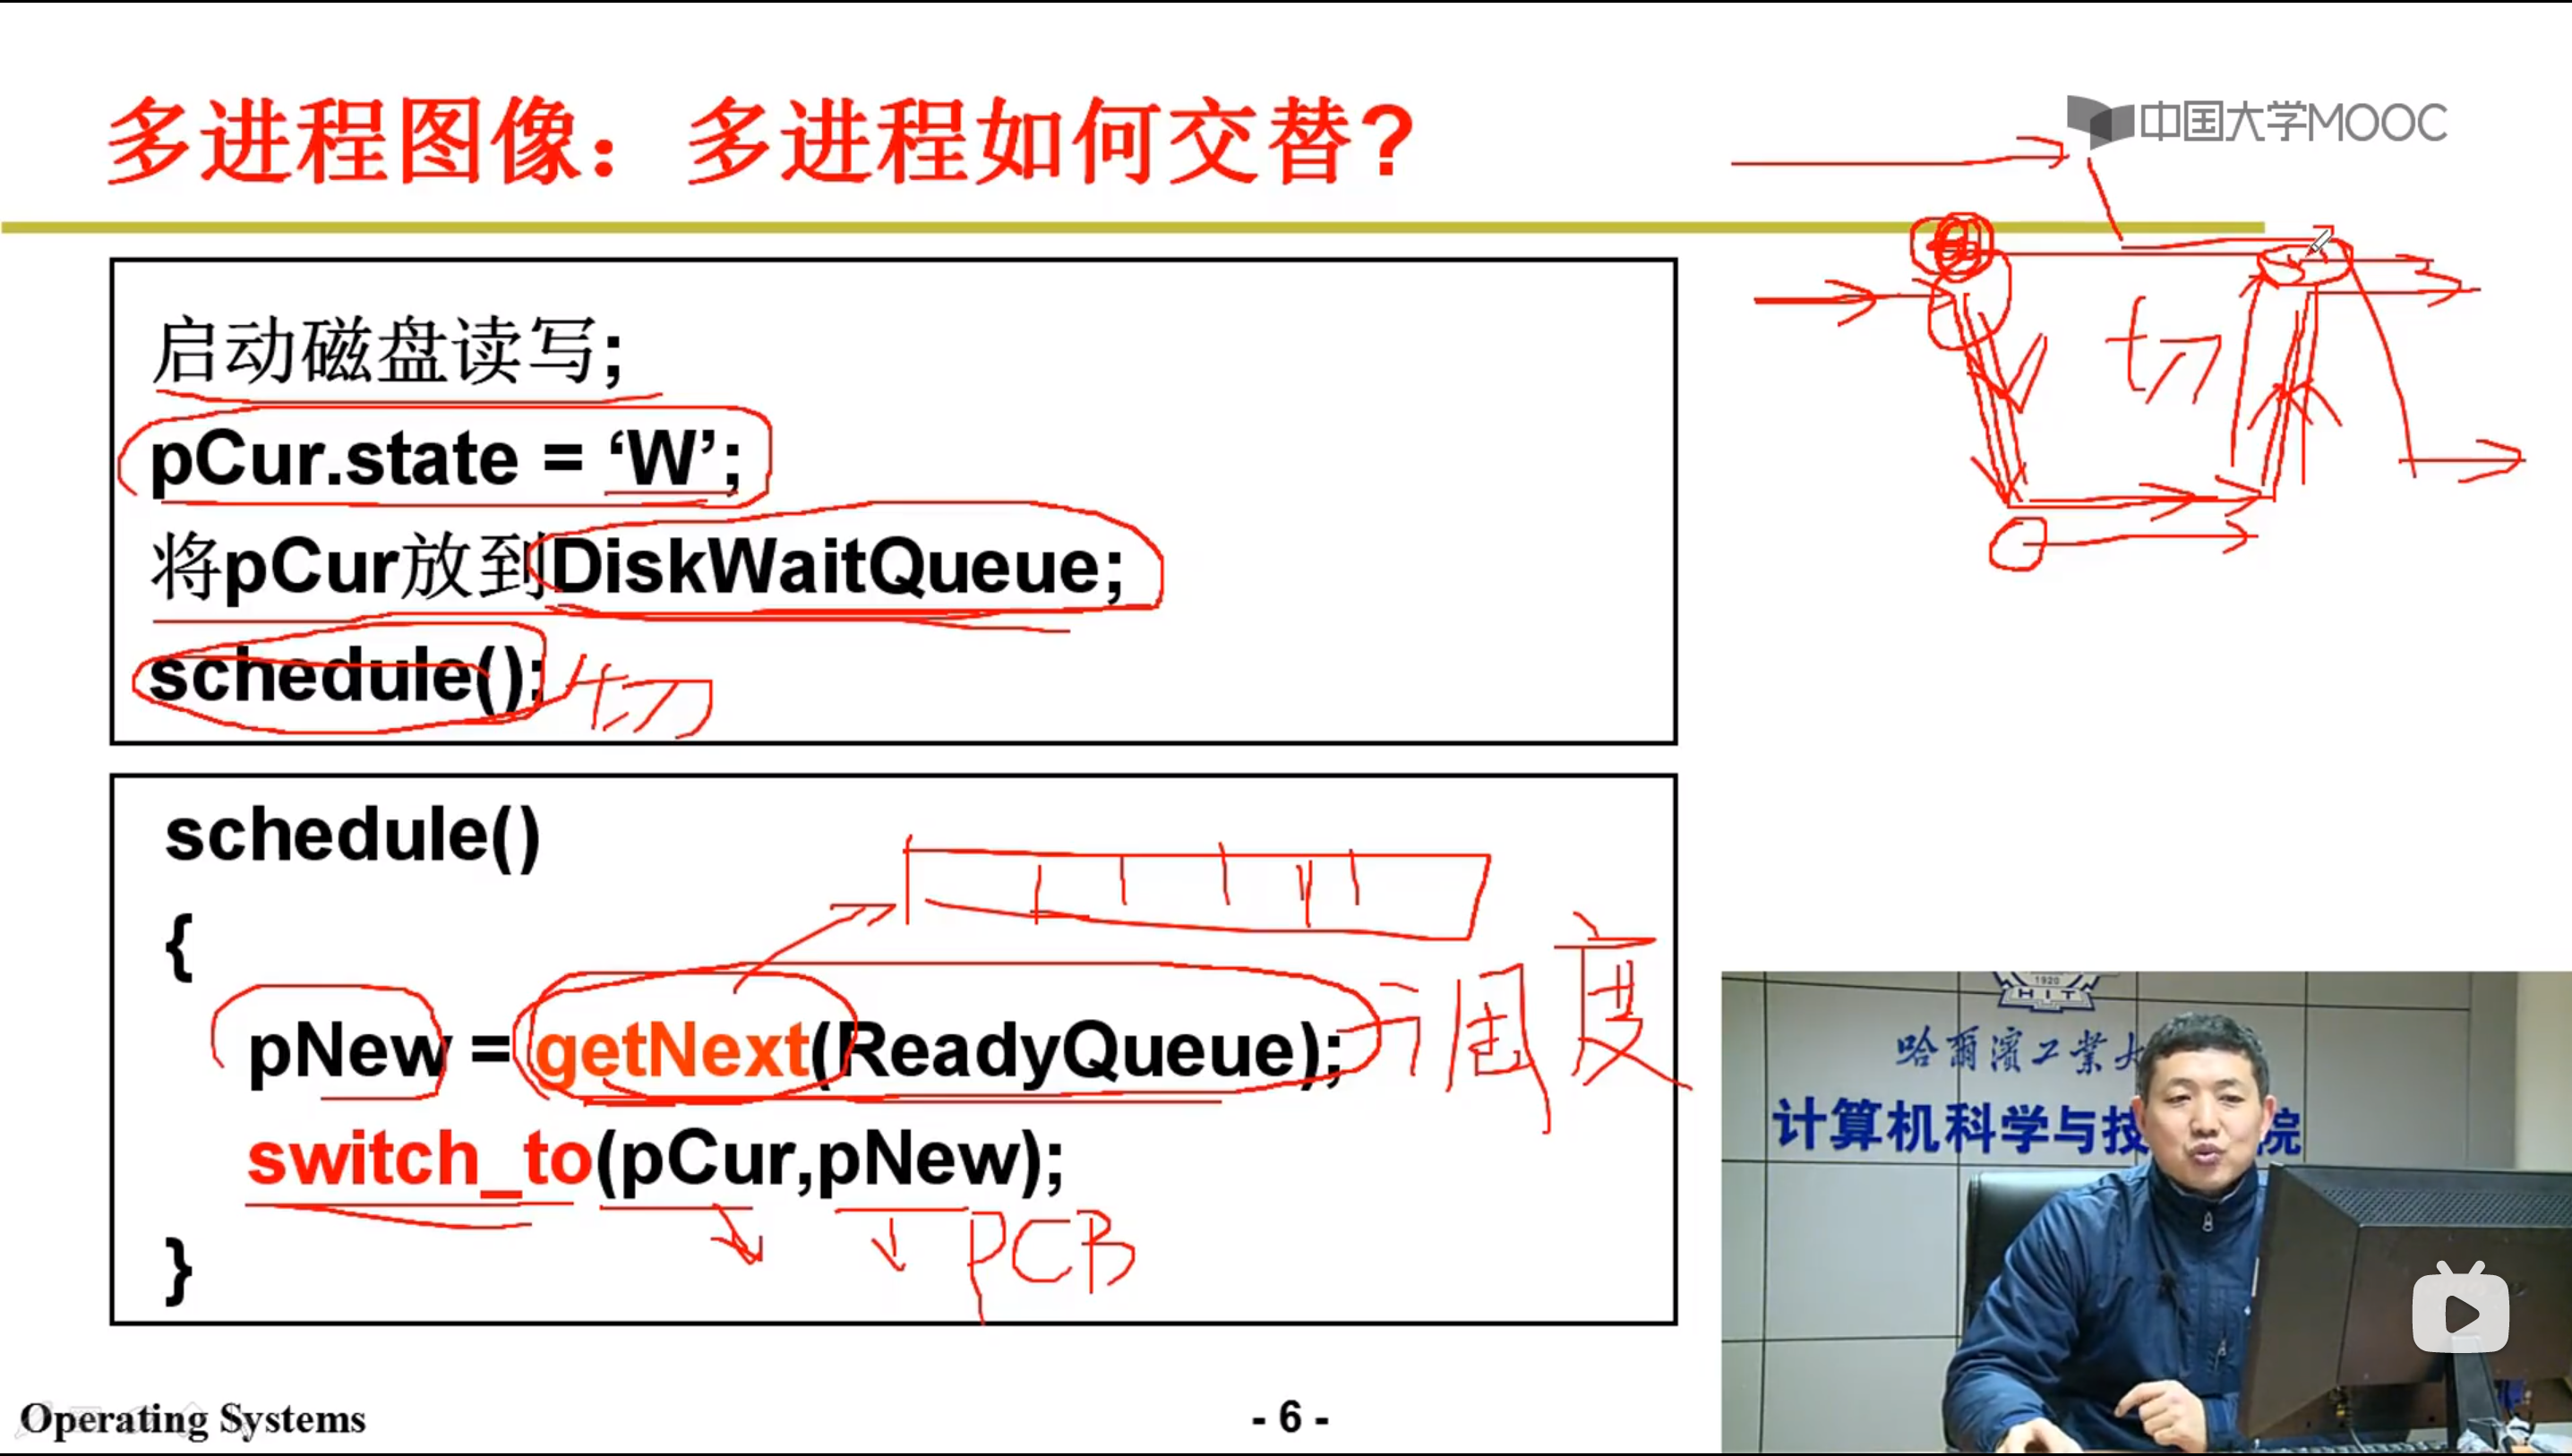 多进程图像：多进程如何交替?
中国大学MOOC
启动磁盘读写;
pCur.state = ‘W’;
将pCur放到DiskWaitQueue;
schedule();
切
切
schedule()
{
pNew = getNext(ReadyQueue);
调度
switch_to(pCur,pNew);
PCB
}
1920
HIT
哈爾濱工業大
计算机科学与技
院
Operating Systems
- 6 -